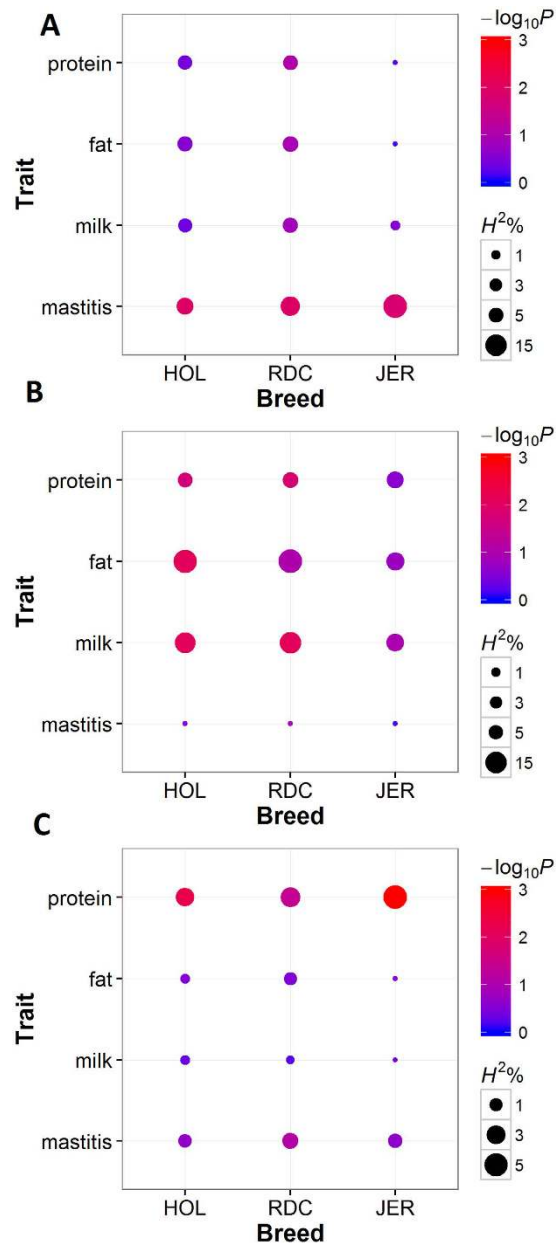 A
protein
fat
milk
mastitis
Trait
HOL RDC JER
Breed
−log₁₀P
3
2
1
0
H²%
1
3
5
15
B
protein
fat
milk
mastitis
Trait
HOL RDC JER
Breed
−log₁₀P
3
2
1
0
H²%
1
3
5
15
C
protein
fat
milk
mastitis
Trait
HOL RDC JER
Breed
−log₁₀P
3
2
1
0
H²%
1
3
5